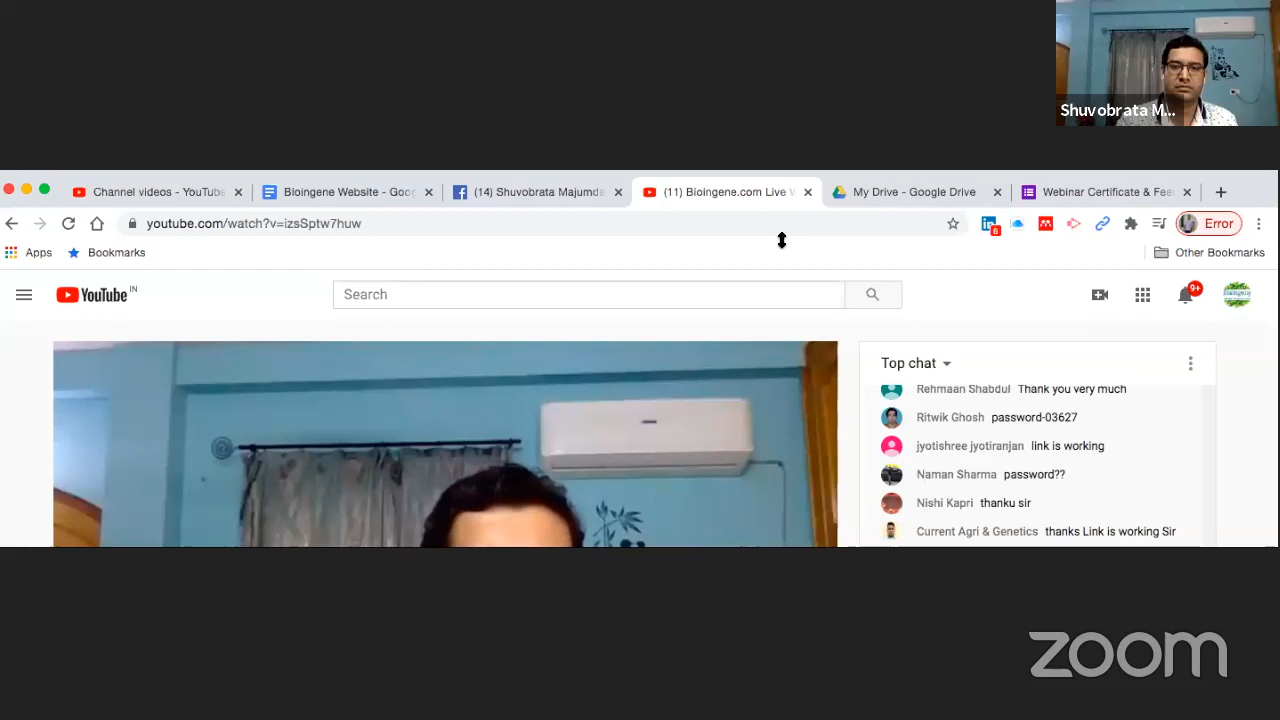 Shuvobrata M...
Channel videos - YouTube
Bioingene Website - Goog
(14) Shuvobrata Majumde
(11) Bioingene.com Live W
My Drive - Google Drive
Webinar Certificate & Fee
youtube.com/watch?v=izsSptw7huw
6
Error
Apps
Bookmarks
Other Bookmarks
YouTube IN
Search
9+
Top chat
Rehmaan Shabdul Thank you very much
Ritwik Ghosh password-03627
jyotishree jyotiranjan link is working
Naman Sharma password??
Nishi Kapri thanku sir
Current Agri & Genetics thanks Link is working Sir
zoom